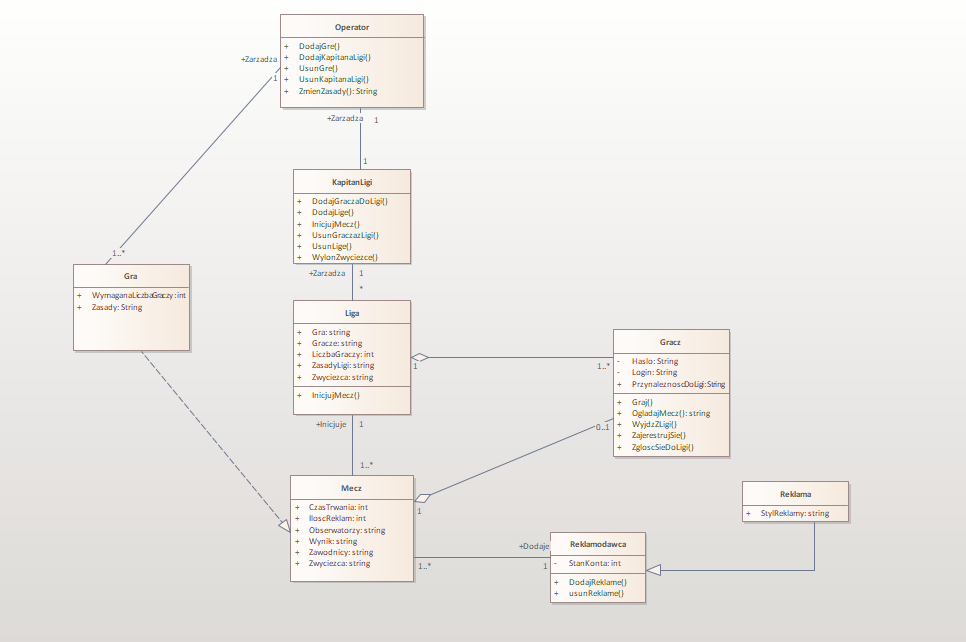 Operator
+ DodajGre()
+ DodajKapitanaLigi()
+ UsunGre()
+ UsunKapitanaLigi()
+ ZmienZasady(): String
+Zarzadza
1
+Zarzadza 1
1
1..*
KapitanLigi
+ DodajGraczaDoLigi()
+ DodajLige()
+ InicjujMecz()
+ UsunGraczazLigi()
+ UsunLige()
+ WylonZwyciezce()
+Zarzadza 1
*
Gra
+ WymaganaLiczbaGraczy: int
+ Zasady: String
Liga
+ Gra: string
+ Gracze: string
+ LiczbaGraczy: int
+ ZasadyLigi: string
+ Zwyciezca: string
+ InicjujMecz()
1
1..*
Gracz
- Haslo: String
- Login: String
+ PrzynaleznoscDoLigi: String
+ Graj()
+ OgladajMecz(): string
+ WyjdzZLigi()
+ ZajerestrujSie()
+ ZgloscSieDoLigi()
0..1
+Inicjuje 1
1..*
Mecz
+ CzasTrwania: int
+ IloscReklam: int
+ Obserwatorzy: string
+ Wynik: string
+ Zawodnicy: string
+ Zwyciezca: string
1
1..*
+Dodaje
1
Reklamodawca
- StanKonta: int
+ DodajReklame()
+ usunReklame()
Reklama
+ StylReklamy: string